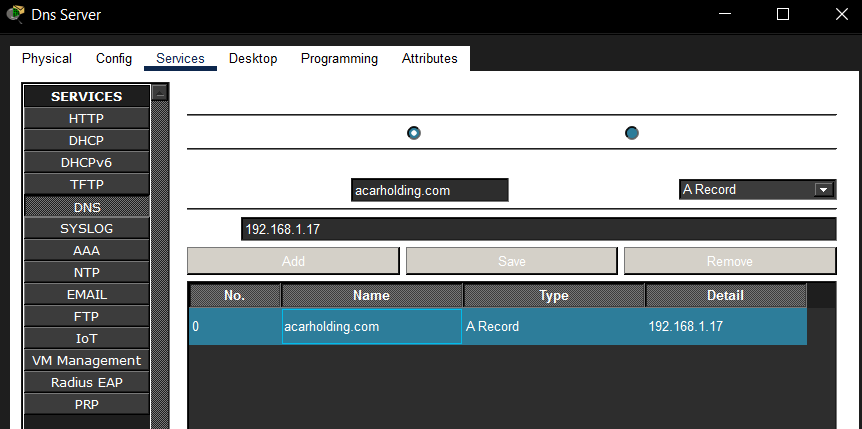 Dns Server
Physical Config Services Desktop Programming Attributes
SERVICES
HTTP
DHCP
DHCPv6
TFTP
DNS
SYSLOG
AAA
NTP
EMAIL
FTP
IoT
VM Management
Radius EAP
PRP
acarholding.com A Record
192.168.1.17
Add Save Remove
No. Name Type Detail
0 acarholding.com A Record 192.168.1.17